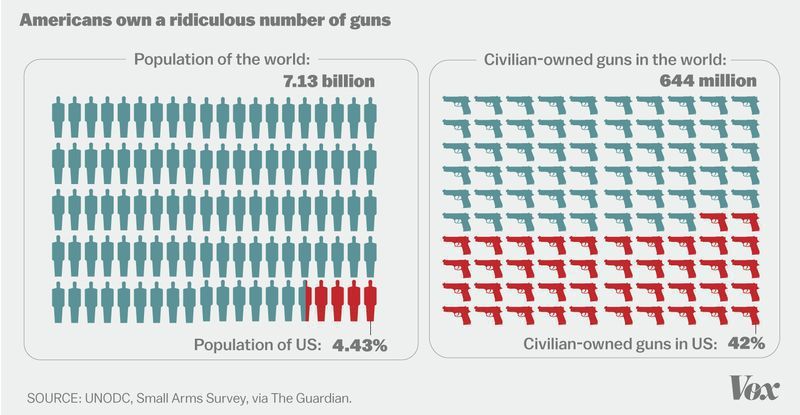 Americans own a ridiculous number of guns
Population of the world:
7.13 billion
Population of US: 4.43%
Civilian-owned guns in the world:
644 million
Civilian-owned guns in US: 42%
SOURCE: UNODC, Small Arms Survey, via The Guardian.
Vox